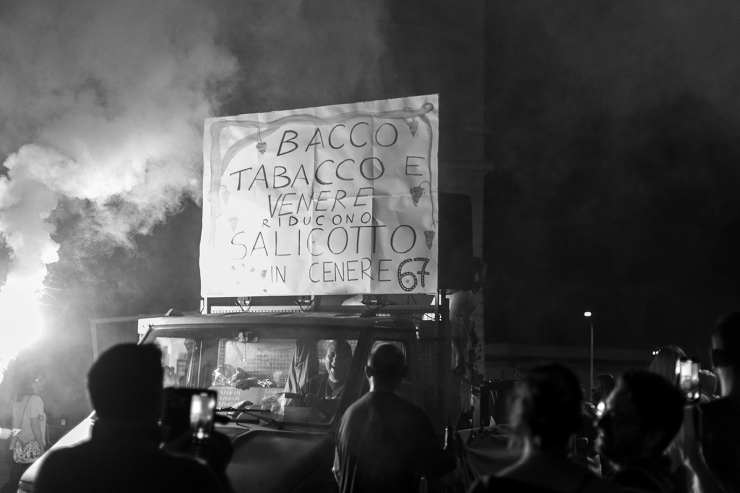 BACCO
TABACCO E
VENERE
RIDUCONO
SALICOTTO
IN CENERE 67